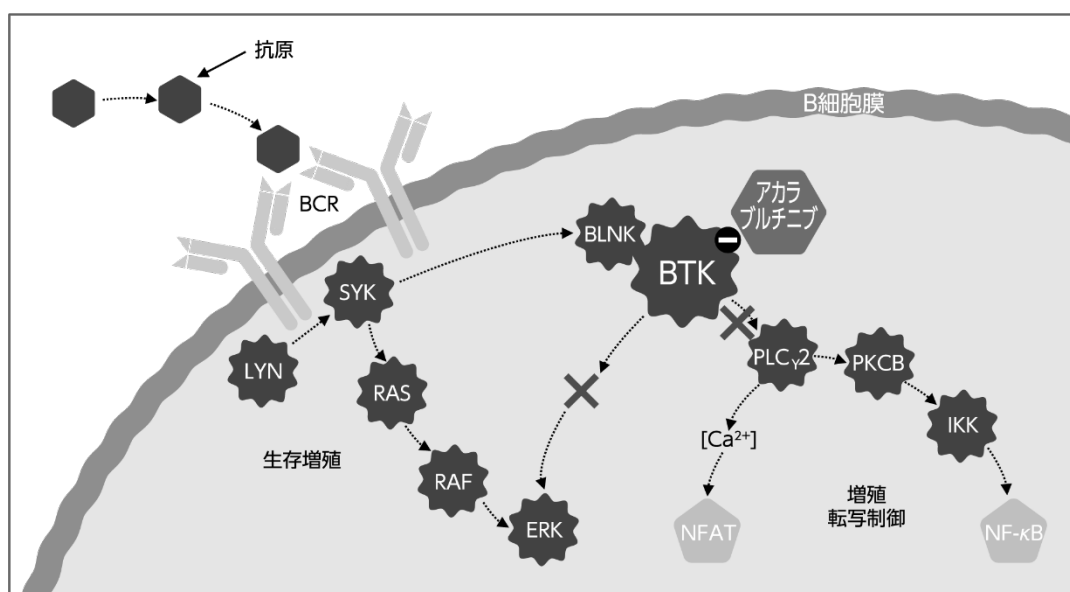 抗原
B細胞膜
BCR
アカラ
ブルチニブ
BLNK
BTK
SYK
LYN
PLCγ2
PKCB
RAS
IKK
[Ca²⁺]
生存増殖
RAF
増殖
転写制御
ERK
NFAT
NF-κB